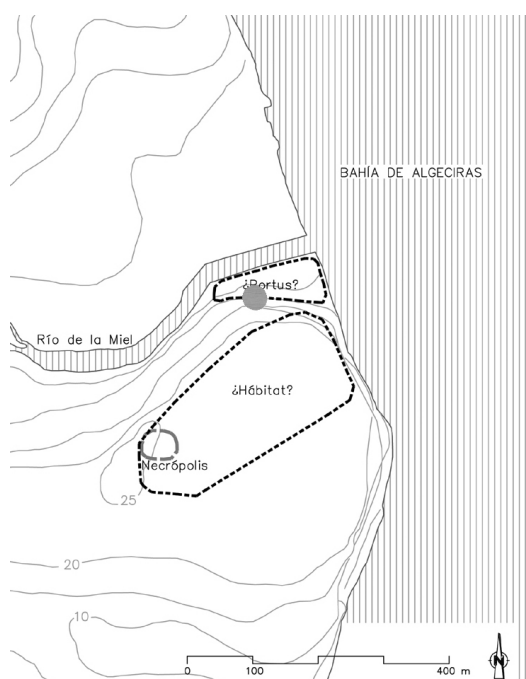 BAHÍA DE ALGECIRAS
¿Portus?
Río de la Miel
¿Hábitat?
Necrópolis
25
20
10
0 100 400 m
N